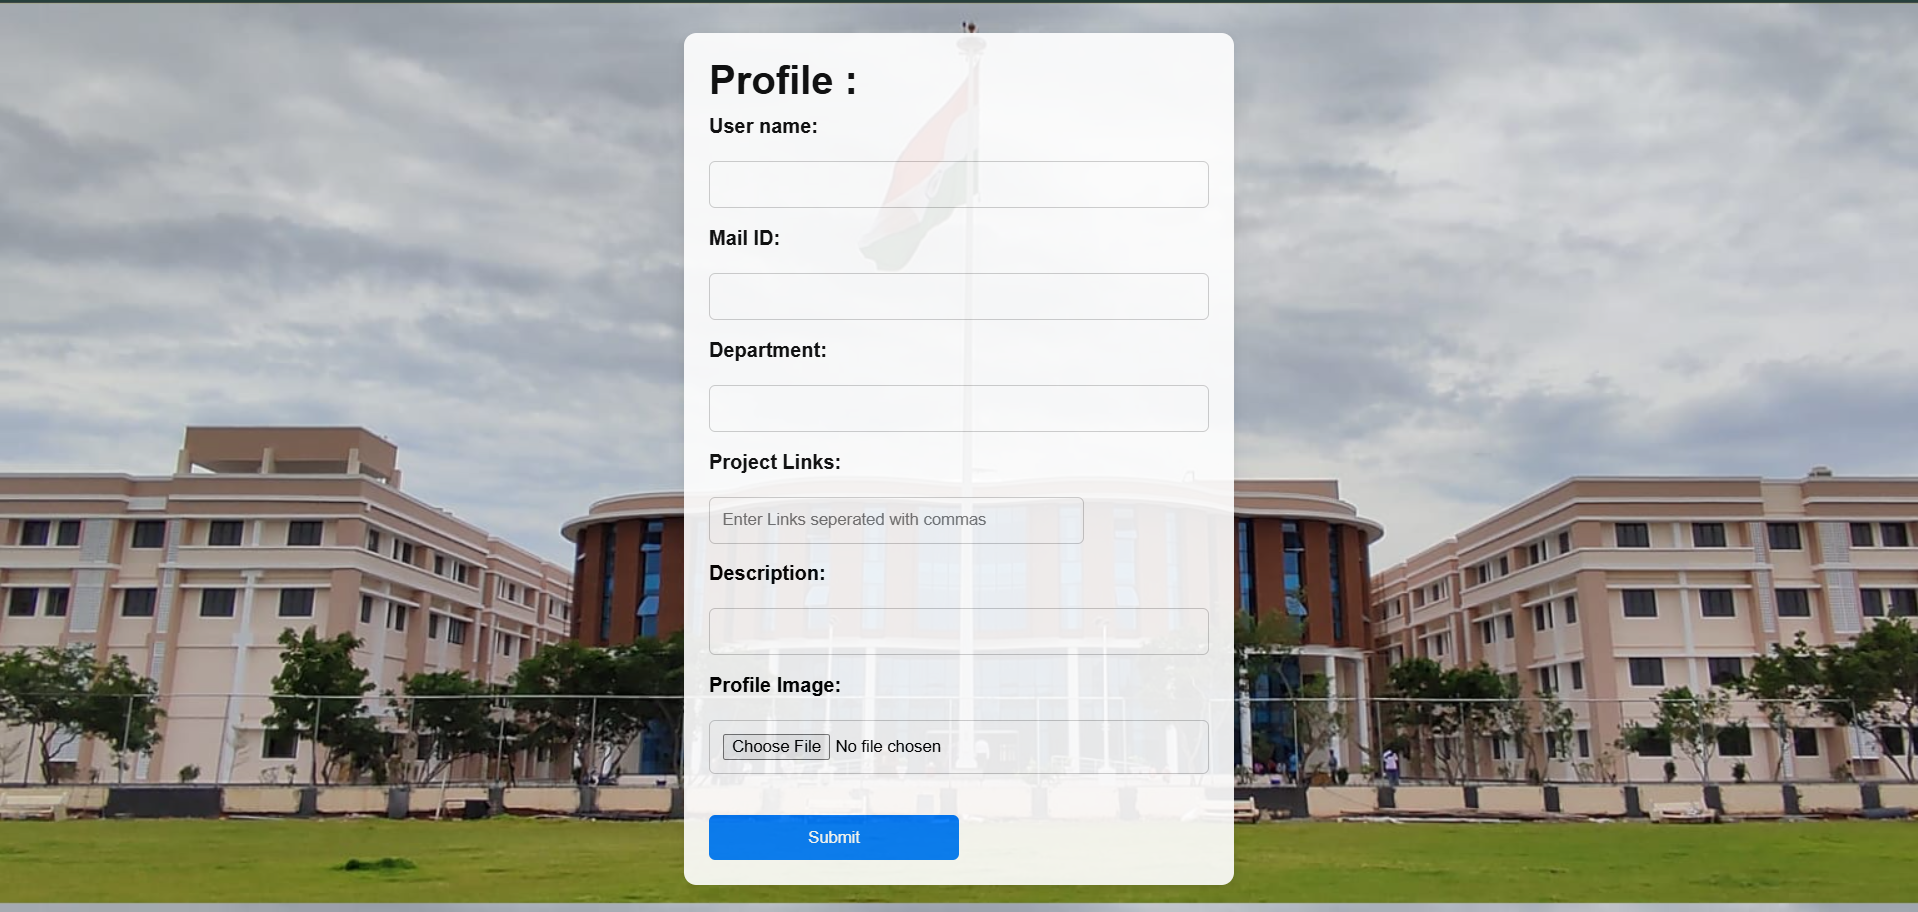 Profile :
User name:
Mail ID:
Department:
Project Links:
Enter Links seperated with commas
Description:
Profile Image:
Choose File No file chosen
Submit